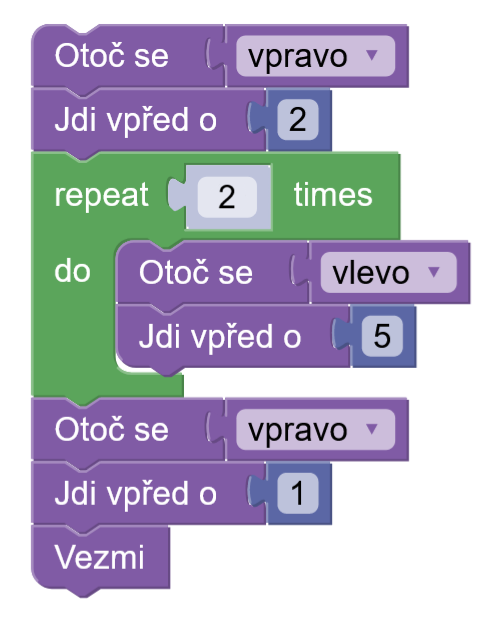 Otoč se vpravo
Jdi vpřed o 2
repeat 2 times
do Otoč se vlevo
Jdi vpřed o 5
Otoč se vpravo
Jdi vpřed o 1
Vezmi